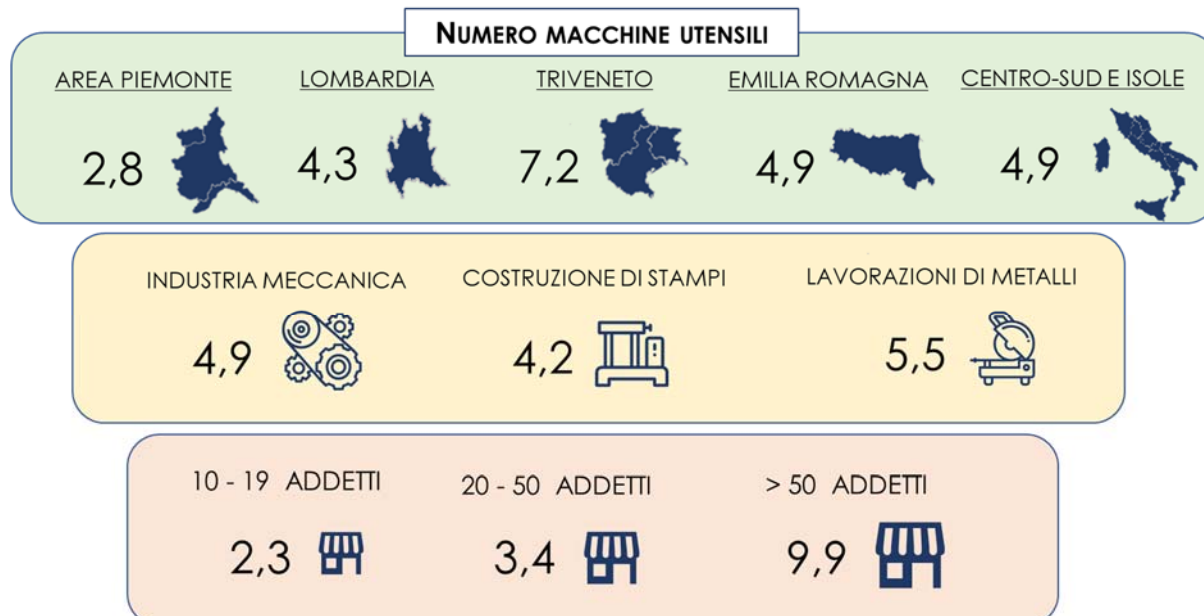 NUMERO MACCHINE UTENSILI
AREA PIEMONTE
LOMBARDIA
TRIVENETO
EMILIA ROMAGNA
CENTRO-SUD E ISOLE
2,8
4,3
7,2
4,9
4,9
INDUSTRIA MECCANICA
COSTRUZIONE DI STAMPI
LAVORAZIONI DI METALLI
4,9
4,2
5,5
10 - 19 ADDETTI
20 - 50 ADDETTI
> 50 ADDETTI
2,3
3,4
9,9